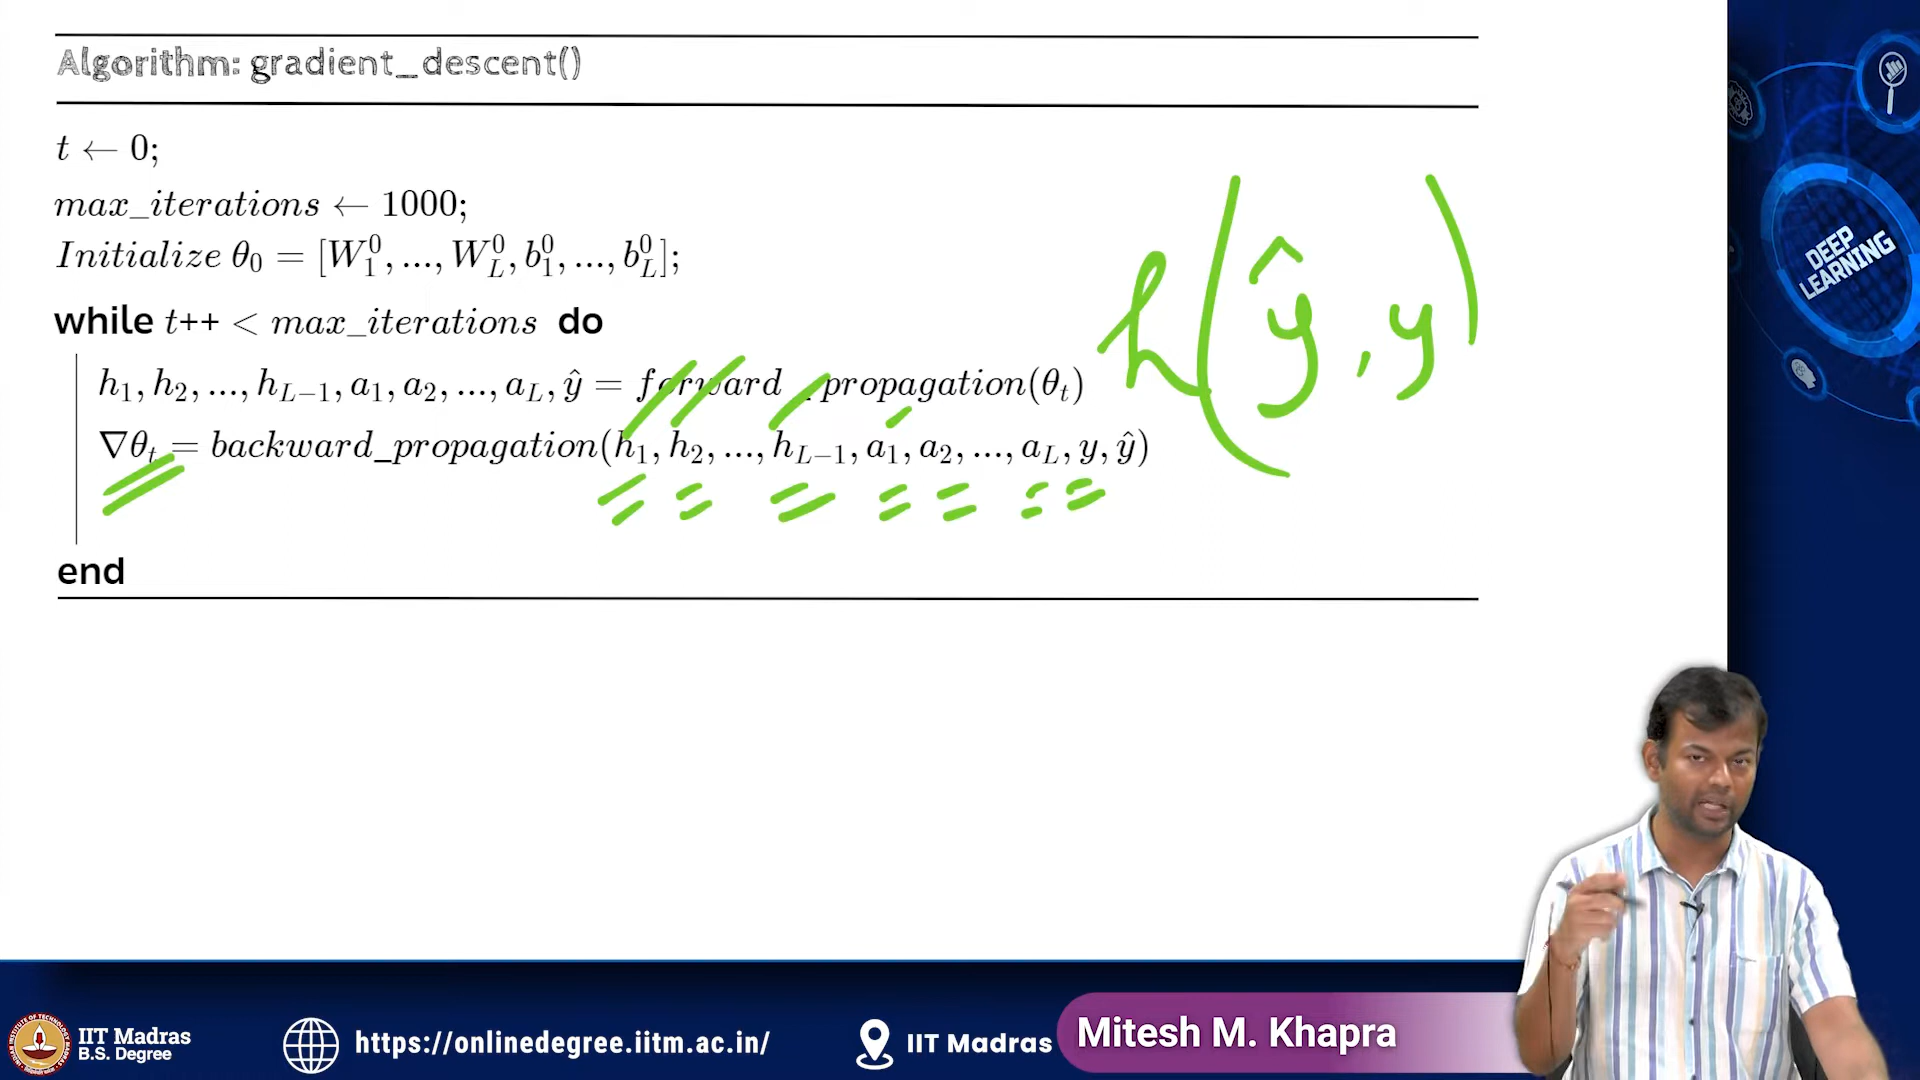 Algorithm: gradient_descent()
t ← 0;
max_iterations ← 1000;
Initialize θ₀ = [W₁⁰, ..., W_L⁰, b₁⁰, ..., b_L⁰];
while t++ < max_iterations do
h₁, h₂, ..., h_{L−1}, a₁, a₂, ..., a_L, ŷ = forward_propagation(θ_t)
∇θ_t = backward_propagation(h₁, h₂, ..., h_{L−1}, a₁, a₂, ..., a_L, y, ŷ)
end
(ŷ, y)
DEEP
LEARNING
IIT Madras
B.S. Degree
https://onlinedegree.iitm.ac.in/
IIT Madras
Mitesh M. Khapra